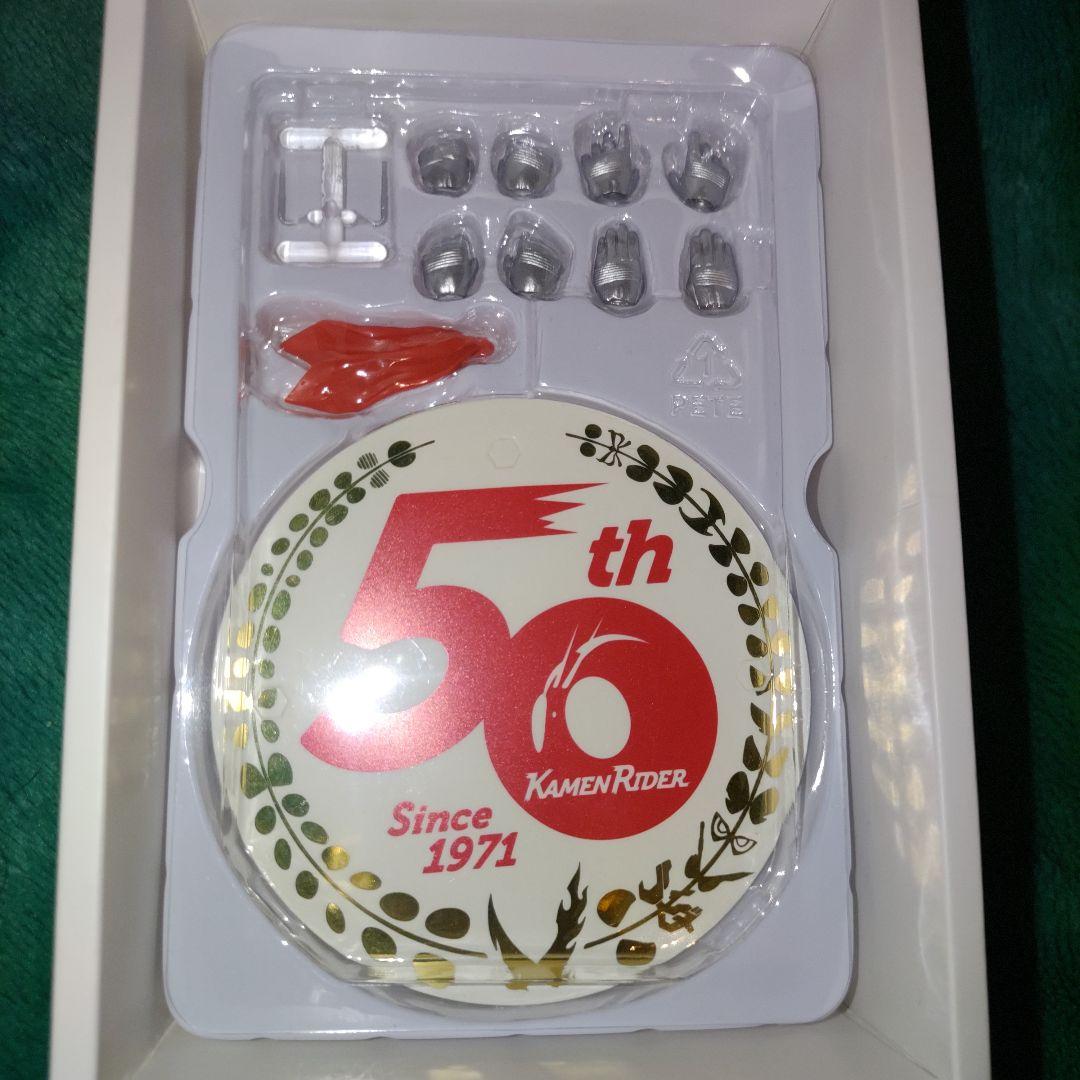 1
PETE
50th
KAMEN RIDER
Since
1971